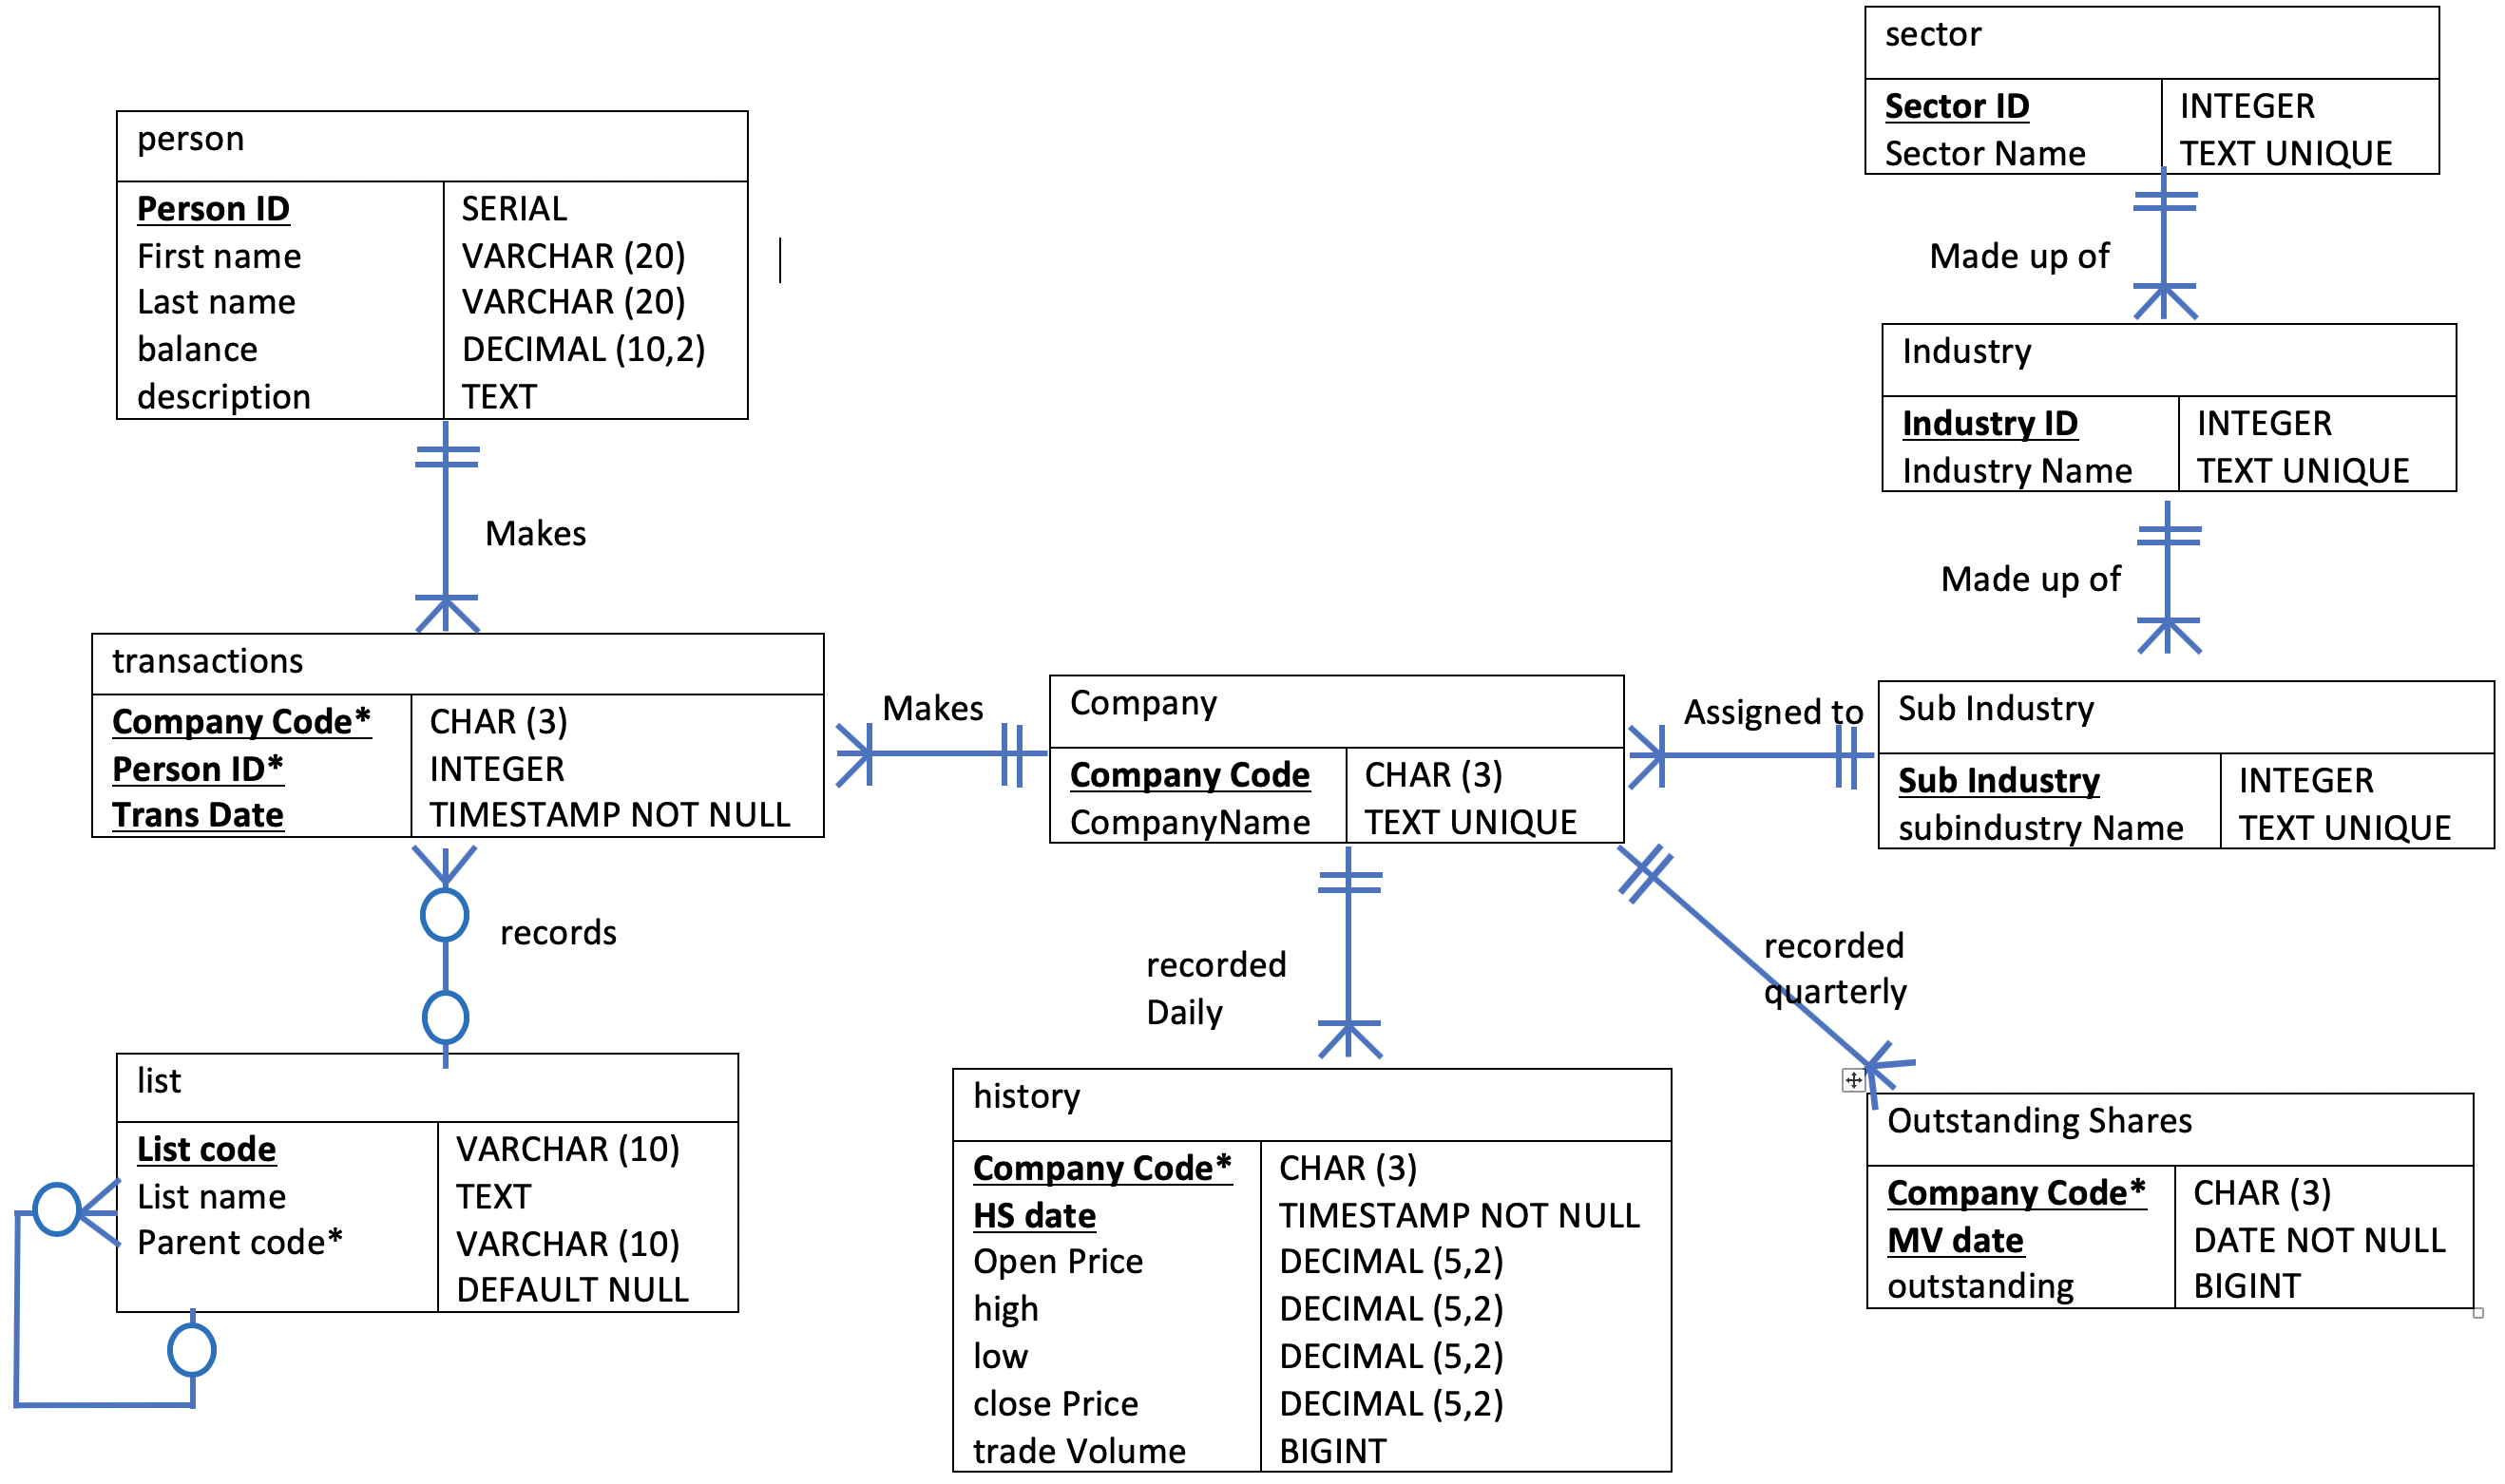 sector
Sector ID INTEGER
Sector Name TEXT UNIQUE
person
Person ID SERIAL
First name VARCHAR (20)
Last name VARCHAR (20)
balance DECIMAL (10,2)
description TEXT
Made up of
Industry
Industry ID INTEGER
Industry Name TEXT UNIQUE
Makes
Made up of
transactions
Company Code* CHAR (3)
Person ID* INTEGER
Trans Date TIMESTAMP NOT NULL
Makes
Company
Company Code CHAR (3)
CompanyName TEXT UNIQUE
Assigned to
Sub Industry
Sub Industry INTEGER
subindustry Name TEXT UNIQUE
records
recorded
Daily
recorded
quarterly
list
List code VARCHAR (10)
List name TEXT
Parent code* VARCHAR (10)
DEFAULT NULL
history
Company Code* CHAR (3)
HS date TIMESTAMP NOT NULL
Open Price DECIMAL (5,2)
high DECIMAL (5,2)
low DECIMAL (5,2)
close Price DECIMAL (5,2)
trade Volume BIGINT
Outstanding Shares
Company Code* CHAR (3)
MV date DATE NOT NULL
outstanding BIGINT